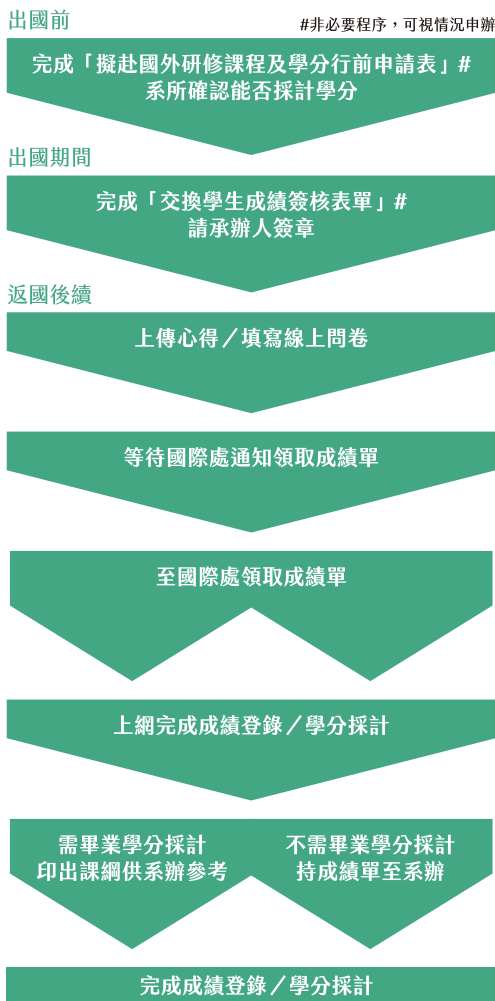 出國前
#非必要程序，可視情況申辦
完成「擬赴國外研修課程及學分行前申請表」#
系所確認能否採計學分
出國期間
完成「交換學生成績簽核表單」#
請承辦人簽章
返國後續
上傳心得／填寫線上問卷
等待國際處通知領取成績單
至國際處領取成績單
上網完成成績登錄／學分採計
需畢業學分採計
印出課綱供系辦參考
不需畢業學分採計
持成績單至系辦
完成成績登錄／學分採計